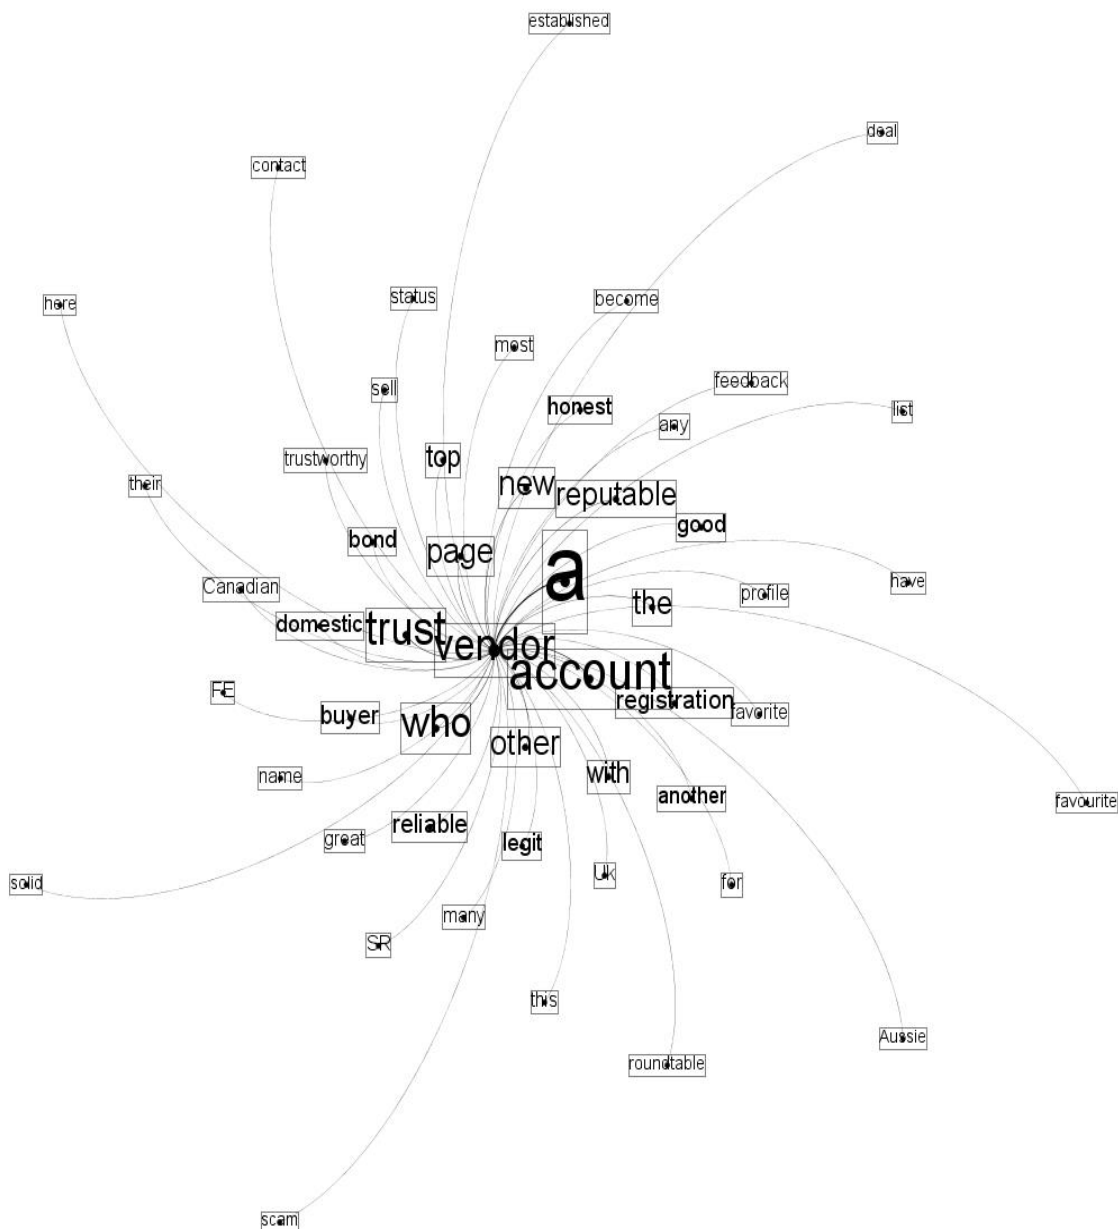 established
deal
contact
status
become
here
most
feedback
sell
honest
list
any
top
trustworthy
new
their
reputable
good
bond
page
a
Canadian
have
profile
the
domestic
trust
vendor
account
FE
registration
buyer
favorite
who
other
with
name
another
favourite
reliable
great
legit
Uk
solid
for
many
SR
this
Aussie
roundtable
scam